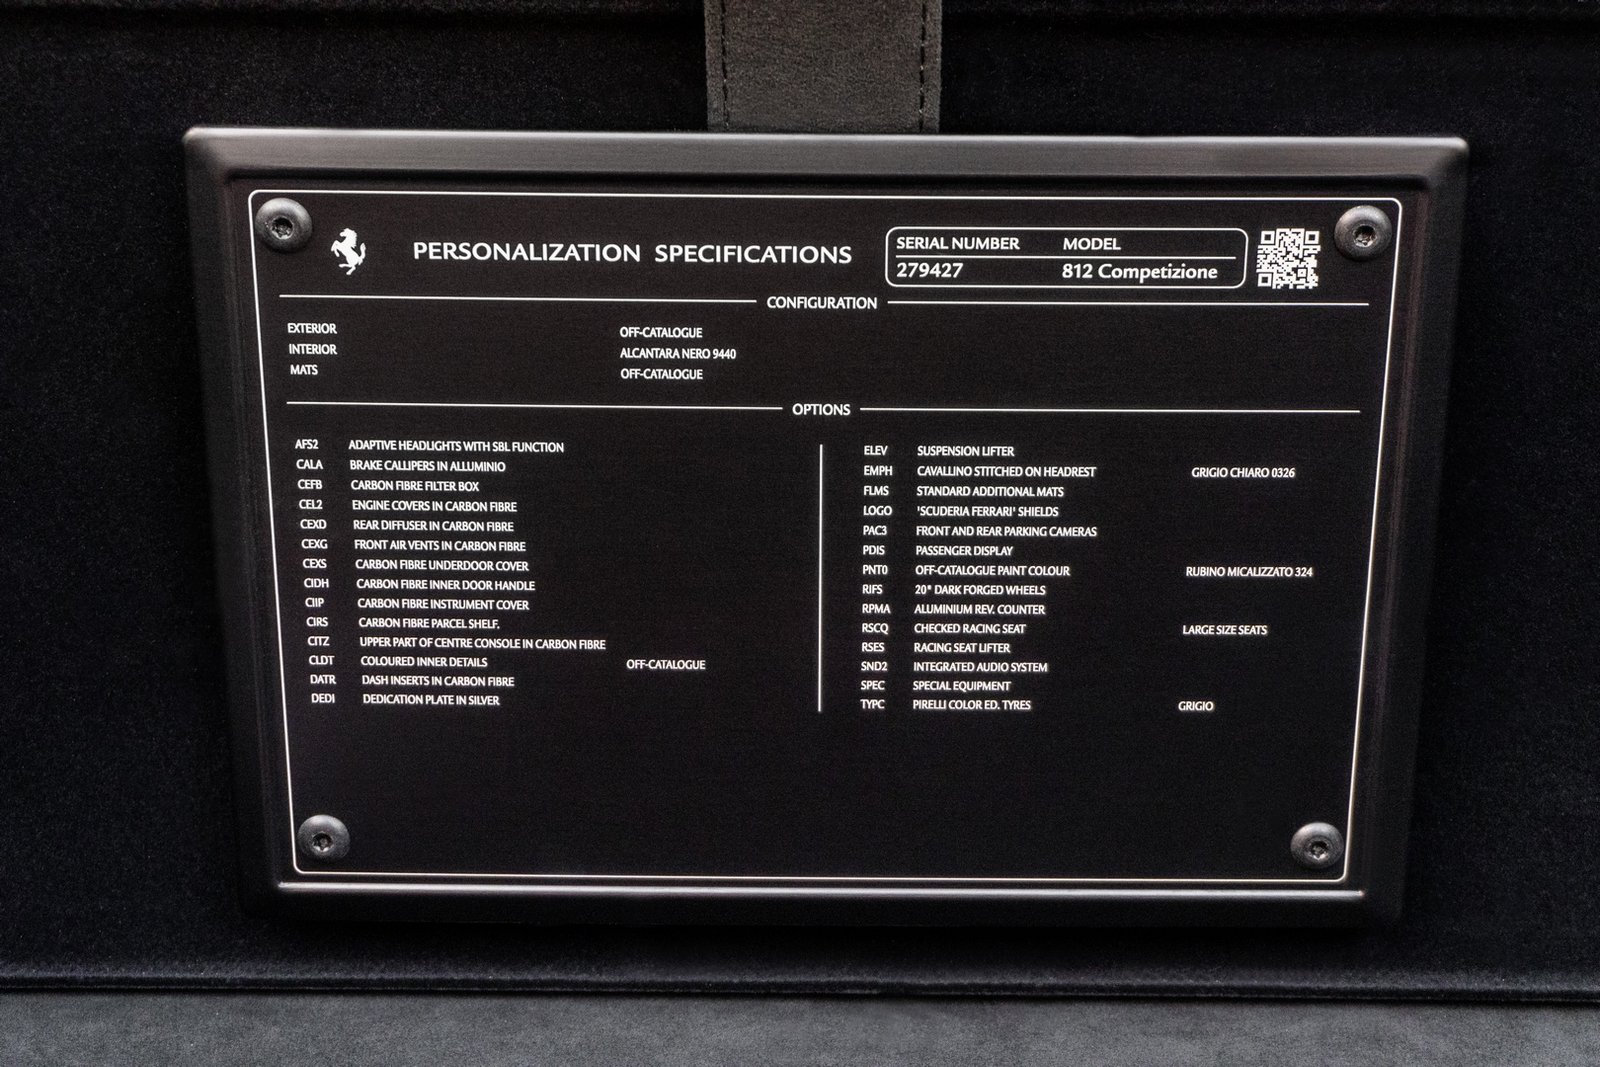 PERSONALIZATION SPECIFICATIONS
SERIAL NUMBER MODEL
279427 812 Competizione
CONFIGURATION
EXTERIOR OFF-CATALOGUE
INTERIOR ALCANTARA NERO 9440
MATS OFF-CATALOGUE
OPTIONS
AFS2 ADAPTIVE HEADLIGHTS WITH SBL FUNCTION
CALA BRAKE CALLIPERS IN ALLUMINIO
CEFB CARBON FIBRE FILTER BOX
CEL2 ENGINE COVERS IN CARBON FIBRE
CEXD REAR DIFFUSER IN CARBON FIBRE
CEXG FRONT AIR VENTS IN CARBON FIBRE
CEXS CARBON FIBRE UNDERDOOR COVER
CIDH CARBON FIBRE INNER DOOR HANDLE
CIIP CARBON FIBRE INSTRUMENT COVER
CIRS CARBON FIBRE PARCEL SHELF.
CITZ UPPER PART OF CENTRE CONSOLE IN CARBON FIBRE
CLDT COLOURED INNER DETAILS OFF-CATALOGUE
DATR DASH INSERTS IN CARBON FIBRE
DEDI DEDICATION PLATE IN SILVER
ELEV SUSPENSION LIFTER
EMPH CAVALLINO STITCHED ON HEADREST GRIGIO CHIARO 0326
FLMS STANDARD ADDITIONAL MATS
LOGO 'SCUDERIA FERRARI' SHIELDS
PAC3 FRONT AND REAR PARKING CAMERAS
PDIS PASSENGER DISPLAY
PNT0 OFF-CATALOGUE PAINT COLOUR RUBINO MICALIZZATO 324
RIFS 20" DARK FORGED WHEELS
RPMA ALUMINIUM REV. COUNTER
RSCQ CHECKED RACING SEAT LARGE SIZE SEATS
RSES RACING SEAT LIFTER
SND2 INTEGRATED AUDIO SYSTEM
SPEC SPECIAL EQUIPMENT
TYPC PIRELLI COLOR ED. TYRES GRIGIO